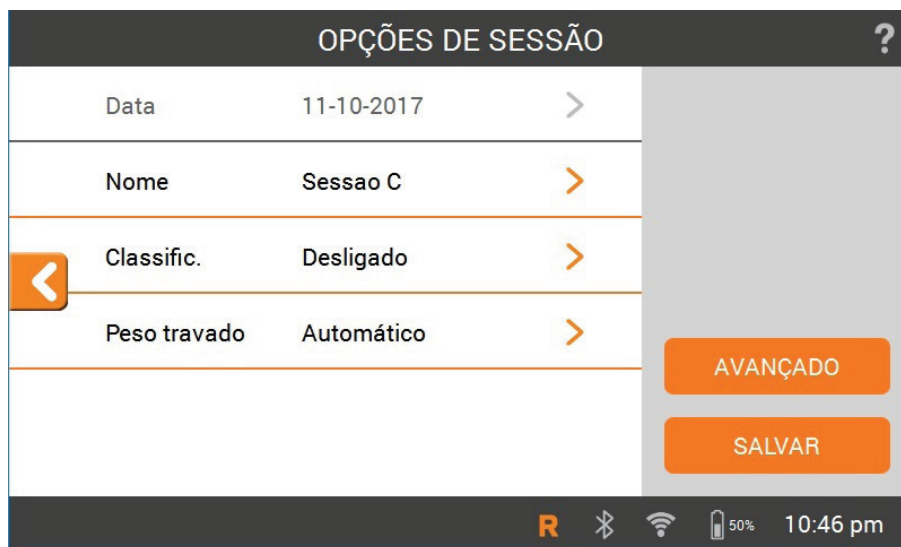 OPÇÕES DE SESSÃO ?
Data 11-10-2017
Nome Sessao C
Classific. Desligado
Peso travado Automático
AVANÇADO
SALVAR
R 50% 10:46 pm